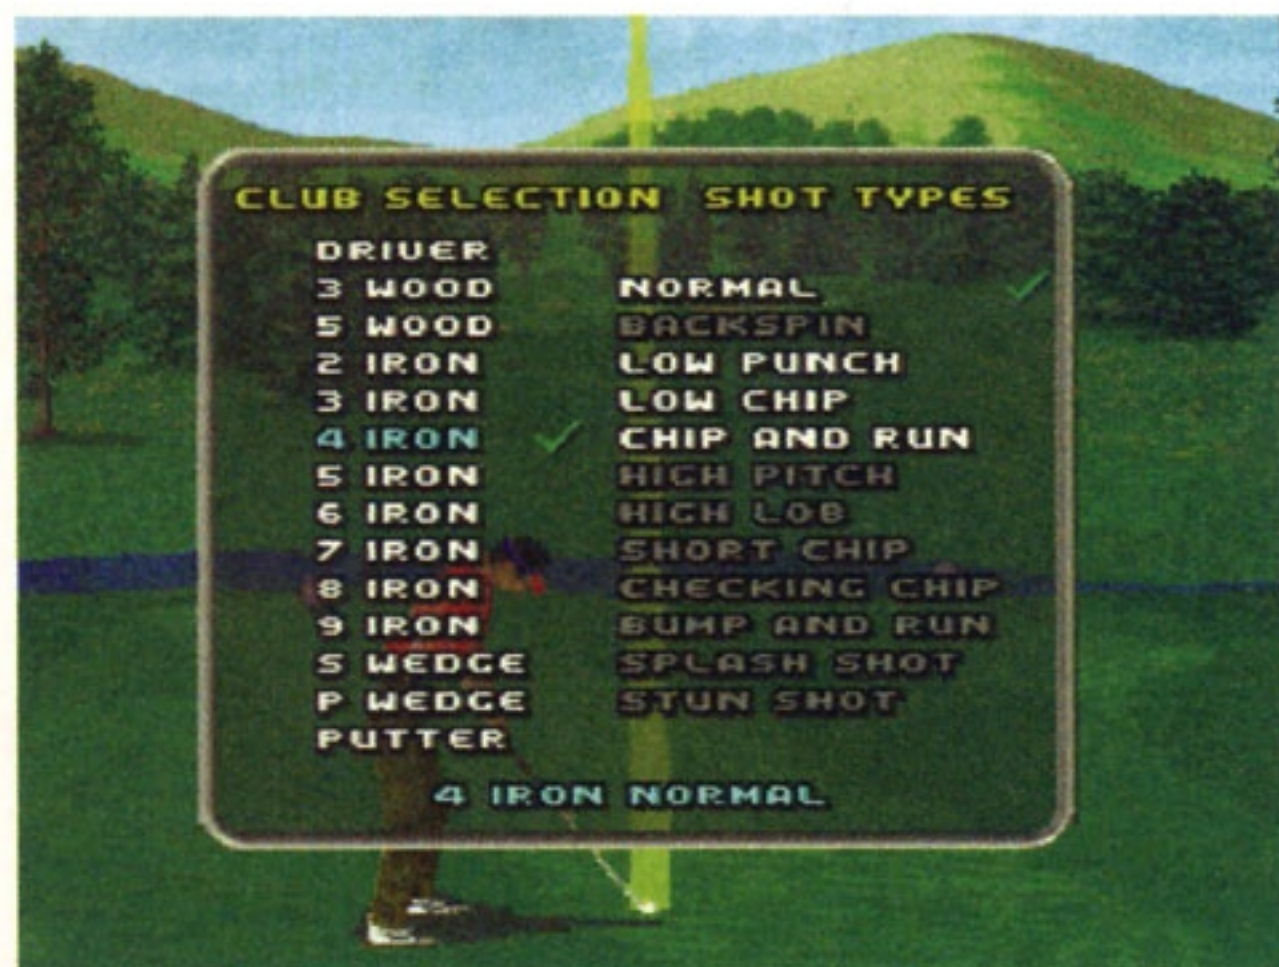 CLUB SELECTION SHOT TYPES
DRIVER
3 WOOD NORMAL
5 WOOD BACKSPIN
2 IRON LOW PUNCH
3 IRON LOW CHIP
4 IRON CHIP AND RUN
5 IRON HIGH PITCH
6 IRON HIGH LOB
7 IRON SHORT CHIP
8 IRON CHECKING CHIP
9 IRON BUMP AND RUN
S WEDGE SPLASH SHOT
P WEDGE STUN SHOT
PUTTER
4 IRON NORMAL